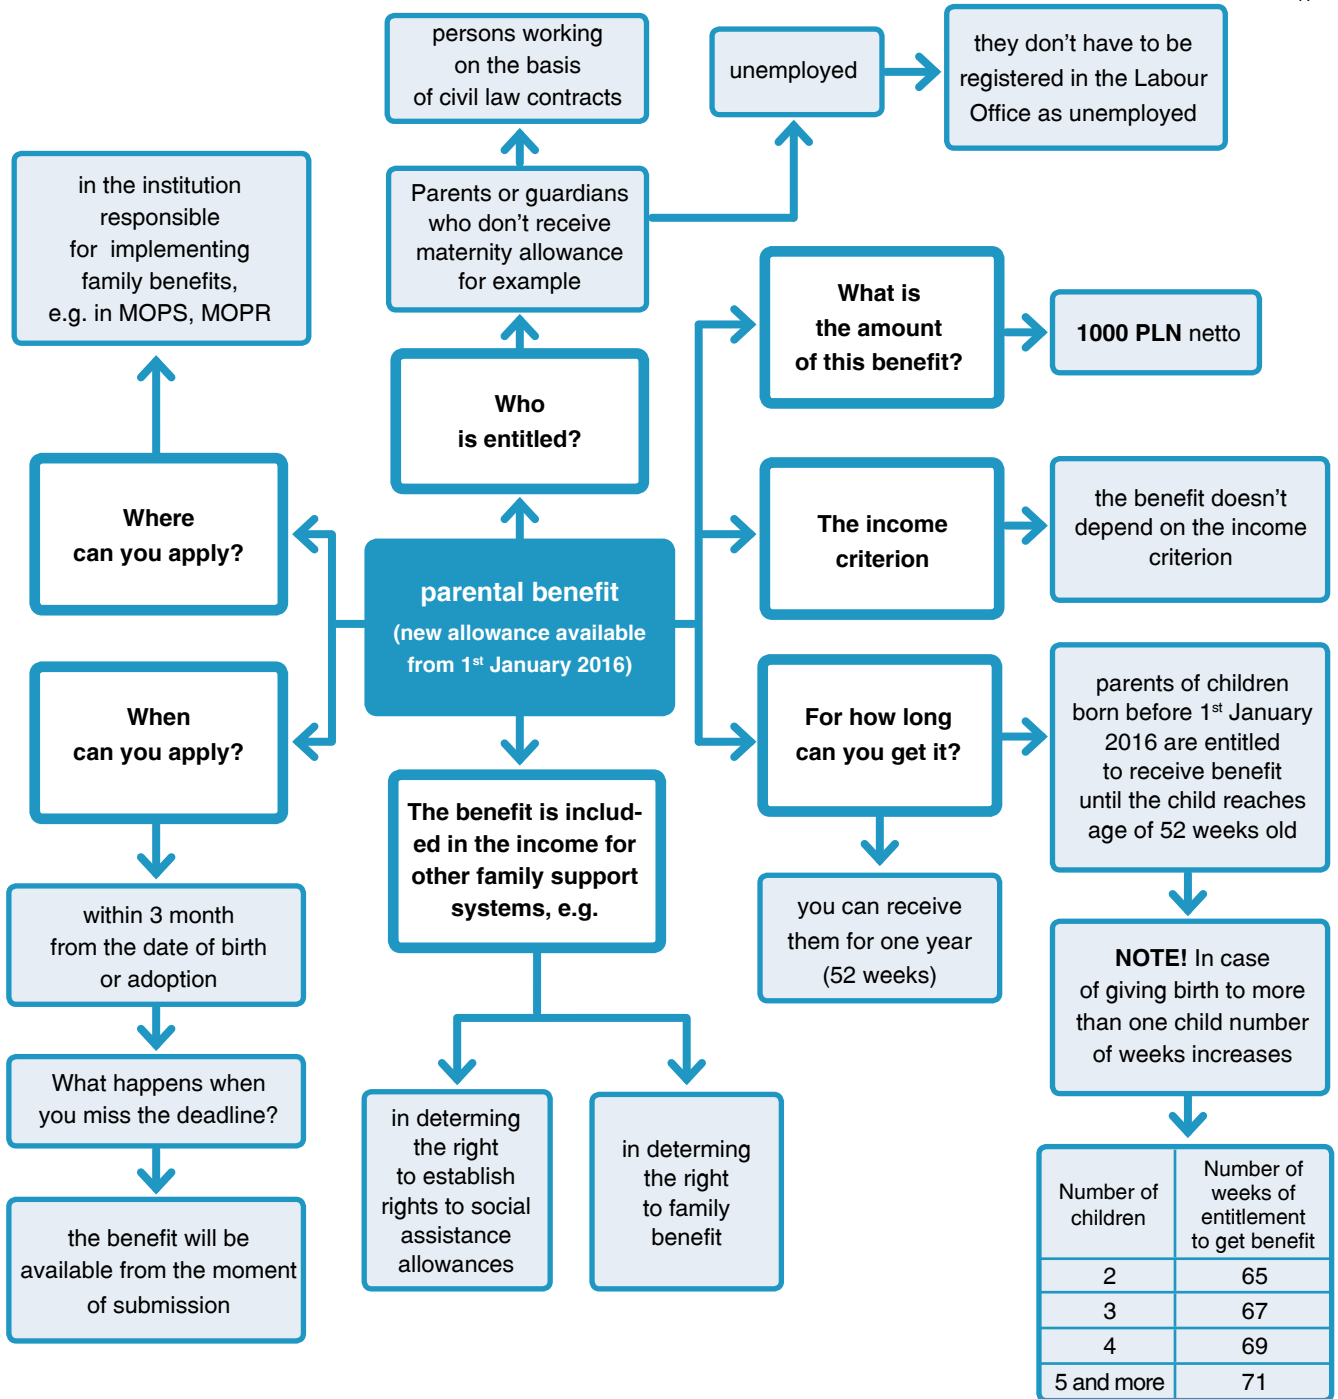 persons working
on the basis
of civil law contracts
unemployed
they don't have to be
registered in the Labour
Office as unemployed
in the institution
responsible
for implementing
family benefits,
e.g. in MOPS, MOPR
Parents or guardians
who don't receive
maternity allowance
for example
What is
the amount
of this benefit?
1000 PLN netto
Who
is entitled?
Where
can you apply?
The income
criterion
the benefit doesn't
depend on the income
criterion
parental benefit
(new allowance available
from 1st January 2016)
When
can you apply?
For how long
can you get it?
parents of children
born before 1st January
2016 are entitled
to receive benefit
until the child reaches
age of 52 weeks old
The benefit is includ-
ed in the income for
other family support
systems, e.g.
within 3 month
from the date of birth
or adoption
you can receive
them for one year
(52 weeks)
NOTE! In case
of giving birth to more
than one child number
of weeks increases
What happens when
you miss the deadline?
in determing
the right
to establish
rights to social
assistance
allowances
in determing
the right
to family
benefit
the benefit will be
available from the moment
of submission
Number of
children
Number of
weeks of
entitlement
to get benefit
2 65
3 67
4 69
5 and more 71